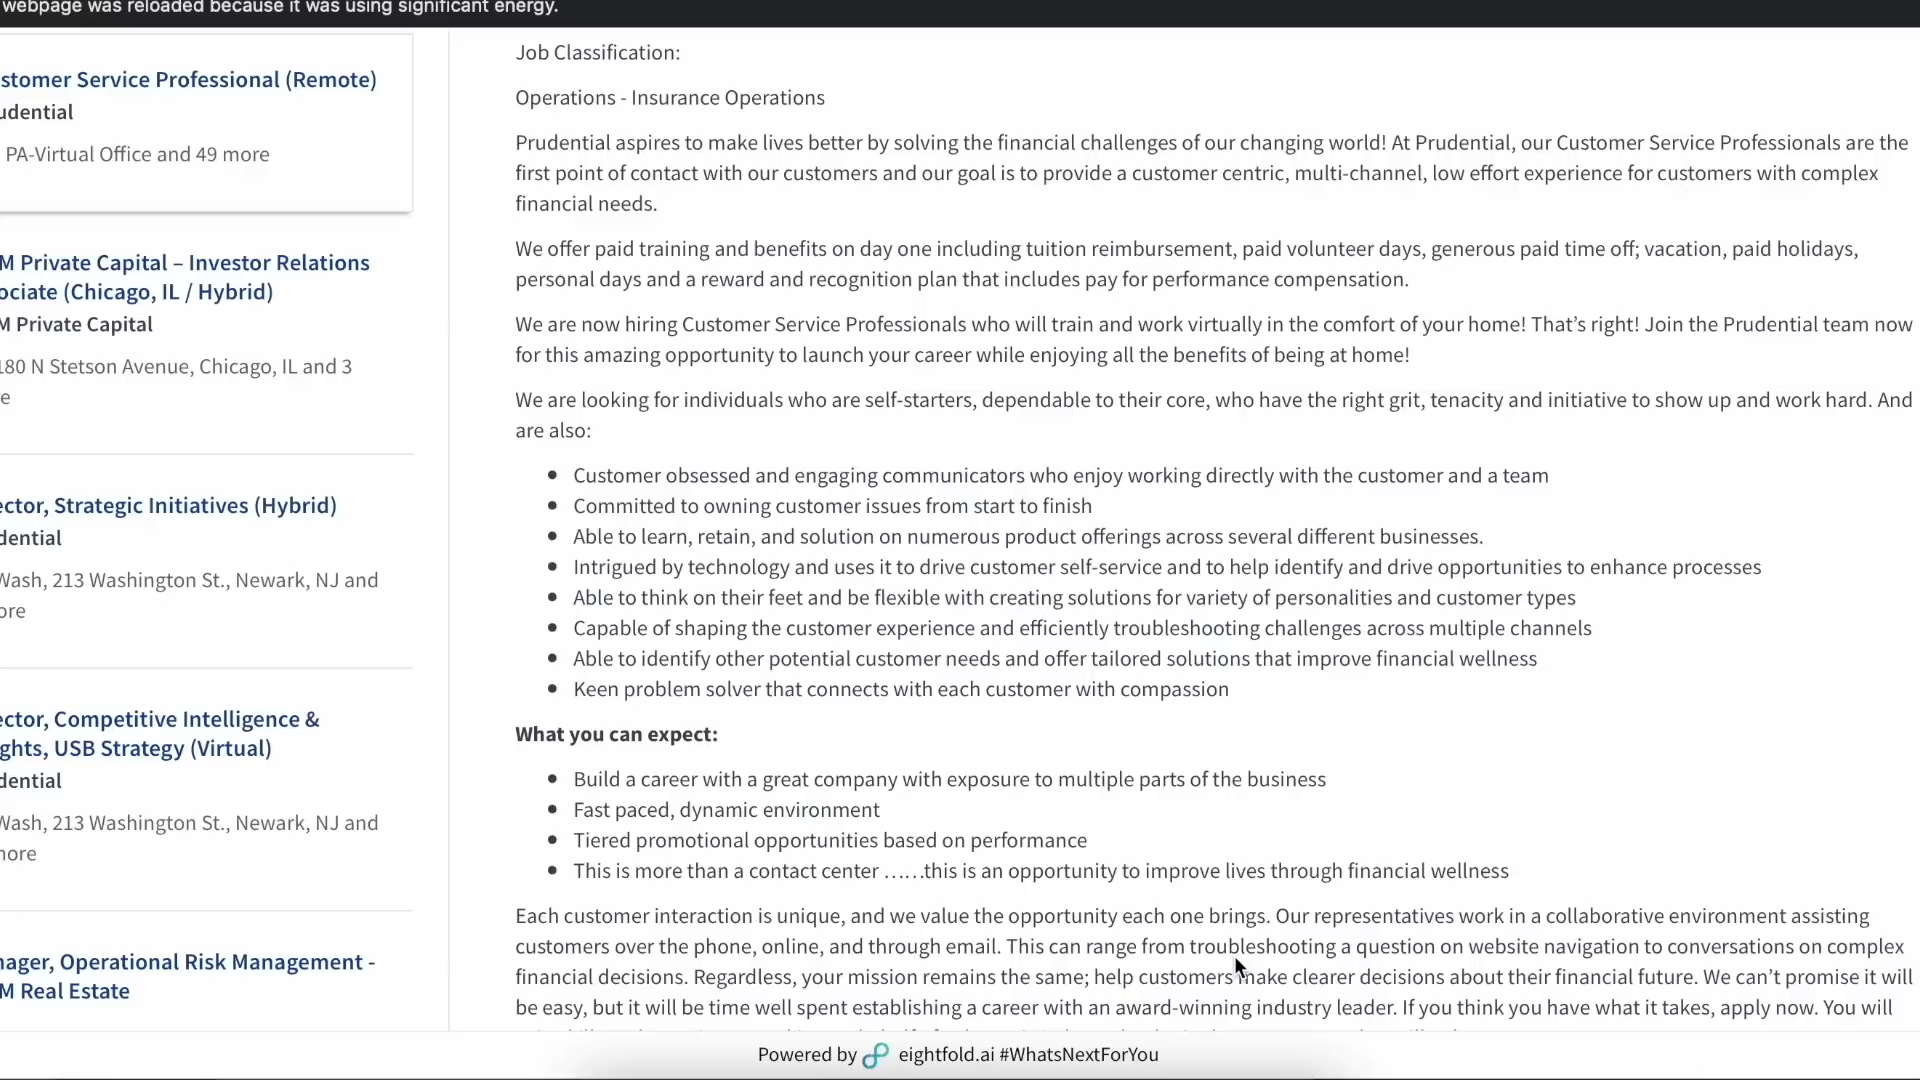 webpage was reloaded because it was using significant energy.
stomer Service Professional (Remote)
udential
PA-Virtual Office and 49 more
M Private Capital – Investor Relations
ociate (Chicago, IL / Hybrid)
M Private Capital
180 N Stetson Avenue, Chicago, IL and 3
e
ector, Strategic Initiatives (Hybrid)
dential
Wash, 213 Washington St., Newark, NJ and
ore
ector, Competitive Intelligence &
ghts, USB Strategy (Virtual)
dential
Wash, 213 Washington St., Newark, NJ and
more
nager, Operational Risk Management -
M Real Estate
Job Classification:
Operations - Insurance Operations
Prudential aspires to make lives better by solving the financial challenges of our changing world! At Prudential, our Customer Service Professionals are the
first point of contact with our customers and our goal is to provide a customer centric, multi-channel, low effort experience for customers with complex
financial needs.
We offer paid training and benefits on day one including tuition reimbursement, paid volunteer days, generous paid time off; vacation, paid holidays,
personal days and a reward and recognition plan that includes pay for performance compensation.
We are now hiring Customer Service Professionals who will train and work virtually in the comfort of your home! That’s right! Join the Prudential team now
for this amazing opportunity to launch your career while enjoying all the benefits of being at home!
We are looking for individuals who are self-starters, dependable to their core, who have the right grit, tenacity and initiative to show up and work hard. And
are also:
• Customer obsessed and engaging communicators who enjoy working directly with the customer and a team
• Committed to owning customer issues from start to finish
• Able to learn, retain, and solution on numerous product offerings across several different businesses.
• Intrigued by technology and uses it to drive customer self-service and to help identify and drive opportunities to enhance processes
• Able to think on their feet and be flexible with creating solutions for variety of personalities and customer types
• Capable of shaping the customer experience and efficiently troubleshooting challenges across multiple channels
• Able to identify other potential customer needs and offer tailored solutions that improve financial wellness
• Keen problem solver that connects with each customer with compassion
What you can expect:
• Build a career with a great company with exposure to multiple parts of the business
• Fast paced, dynamic environment
• Tiered promotional opportunities based on performance
• This is more than a contact center ……this is an opportunity to improve lives through financial wellness
Each customer interaction is unique, and we value the opportunity each one brings. Our representatives work in a collaborative environment assisting
customers over the phone, online, and through email. This can range from troubleshooting a question on website navigation to conversations on complex
financial decisions. Regardless, your mission remains the same; help customers make clearer decisions about their financial future. We can’t promise it will
be easy, but it will be time well spent establishing a career with an award-winning industry leader. If you think you have what it takes, apply now. You will
Powered by eightfold.ai #WhatsNextForYou